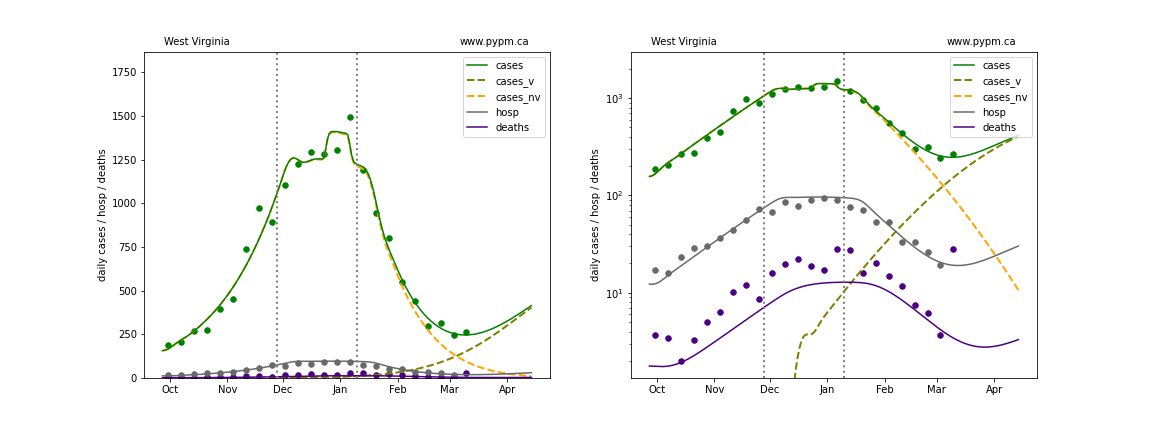 West Virginia www.pypm.ca
1750
1500
1250
1000
750
500
250
0
daily cases / hosp / deaths
cases
cases_v
cases_nv
hosp
deaths
Oct Nov Dec Jan Feb Mar Apr
West Virginia www.pypm.ca
10³
10²
10¹
daily cases / hosp / deaths
cases
cases_v
cases_nv
hosp
deaths
Oct Nov Dec Jan Feb Mar Apr